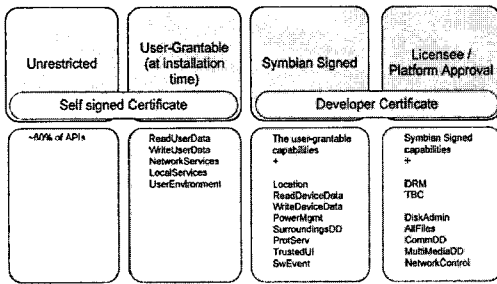 Unrestricted
User-Grantable
(at installation
time)
Symbian Signed
Licensee /
Platform Approval
Self signed Certificate
Developer Certificate
~60% of APIs
ReadUserData
WriteUserData
NetworkServices
LocalServices
UserEnvironment
The user-grantable
capabilities
+
Location
ReadDeviceData
WriteDeviceData
PowerMgmt
SurroundingsDD
ProtServ
TrustedUI
SwEvent
Symbian Signed
capabilities
+
DRM
TBC
DiskAdmin
AllFiles
CommDD
MultiMediaDD
NetworkControl